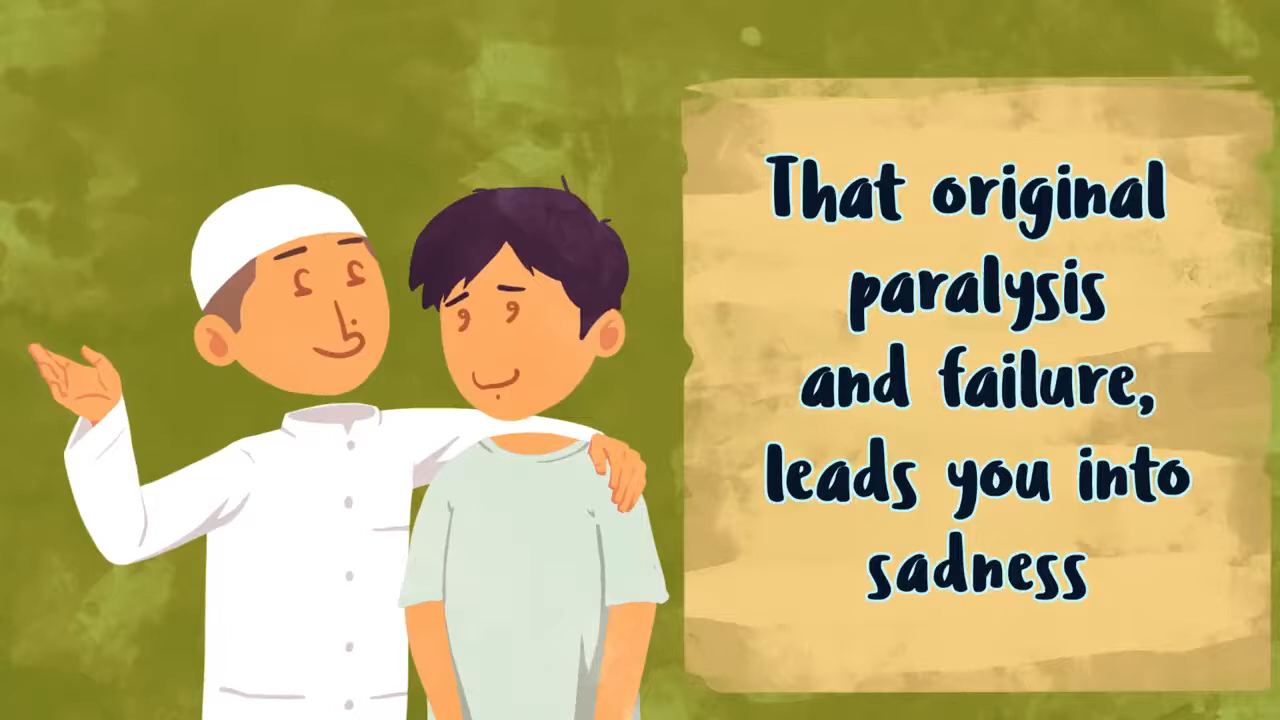 That original
paralysis
and failure,
leads you into
sadness